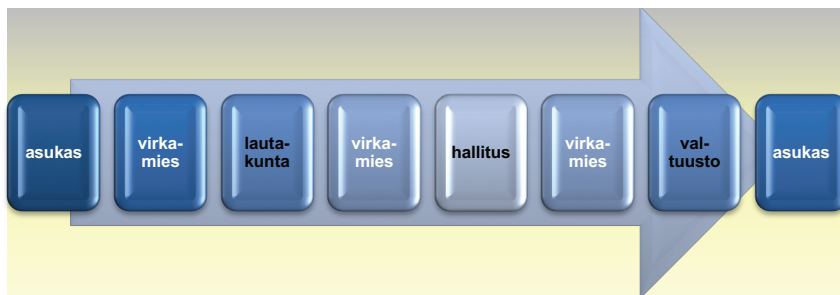 asukas
virka-
mies
lauta-
kunta
virka-
mies
hallitus
virka-
mies
val-
tuusto
asukas